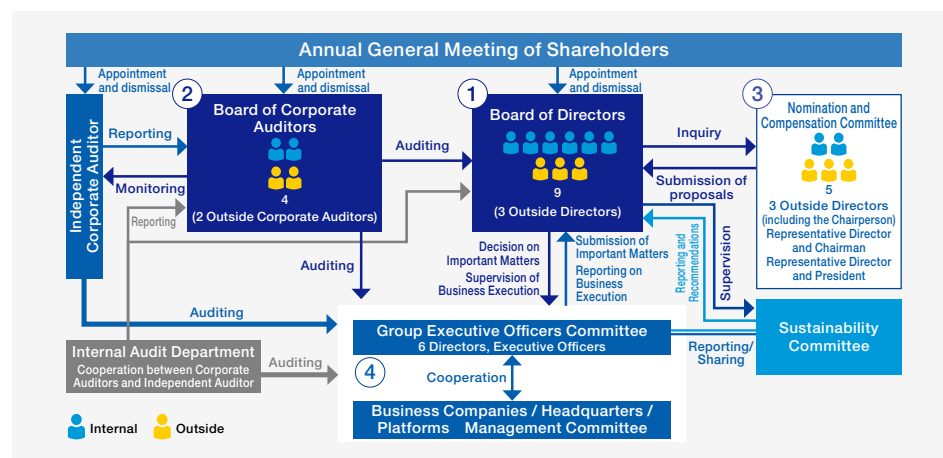 Annual General Meeting of Shareholders
Appointment
and dismissal
Appointment
and dismissal
Appointment
and dismissal
Independent
Corporate Auditor
Reporting
Monitoring
2
Board of Corporate
Auditors
4
(2 Outside Corporate Auditors)
Auditing
1
Board of Directors
9
(3 Outside Directors)
Inquiry
Submission of
proposals
3
Nomination and
Compensation Committee
5
3 Outside Directors
(including the Chairperson)
Representative Director
and Chairman
Representative Director
and President
Reporting
Auditing
Decision on
Important Matters
Supervision of
Business Execution
Submission of
Important Matters
Reporting on
Business
Execution
Reporting and
Recommendations
Supervision
Auditing
Group Executive Officers Committee
6 Directors, Executive Officers
Reporting/
Sharing
Sustainability
Committee
Internal Audit Department
Cooperation between Corporate
Auditors and Independent Auditor
Auditing
4
Cooperation
Business Companies / Headquarters /
Platforms Management Committee
Internal
Outside